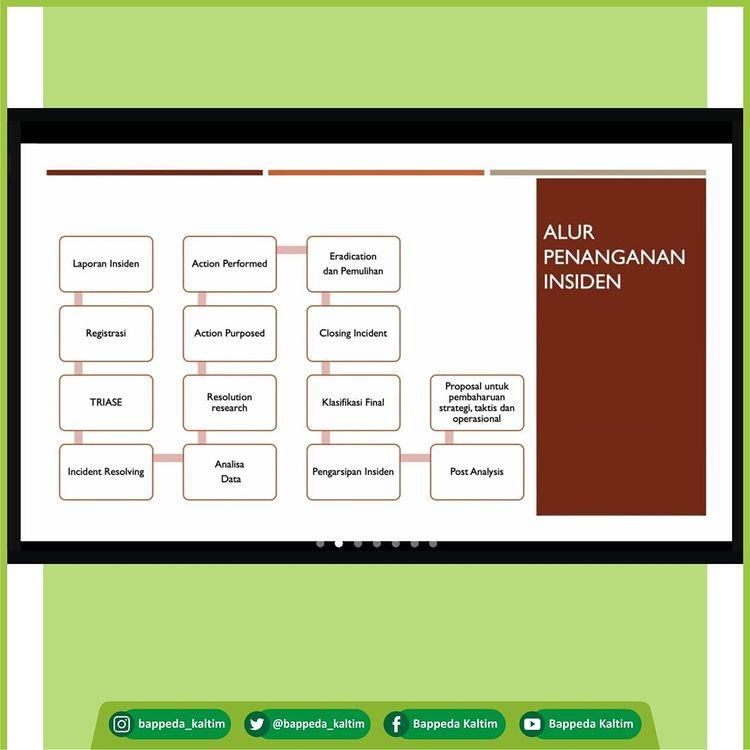 ALUR
PENANGANAN
INSIDEN
Laporan Insiden
Registrasi
TRIASE
Incident Resolving
Analisa
Data
Resolution
research
Action Purposed
Action Performed
Eradication
dan Pemulihan
Closing Incident
Klasifikasi Final
Pengarsipan Insiden
Post Analysis
Proposal untuk
pembaharuan
strategi, taktis dan
operasional
bappeda_kaltim
@bappeda_kaltim
Bappeda Kaltim
Bappeda Kaltim